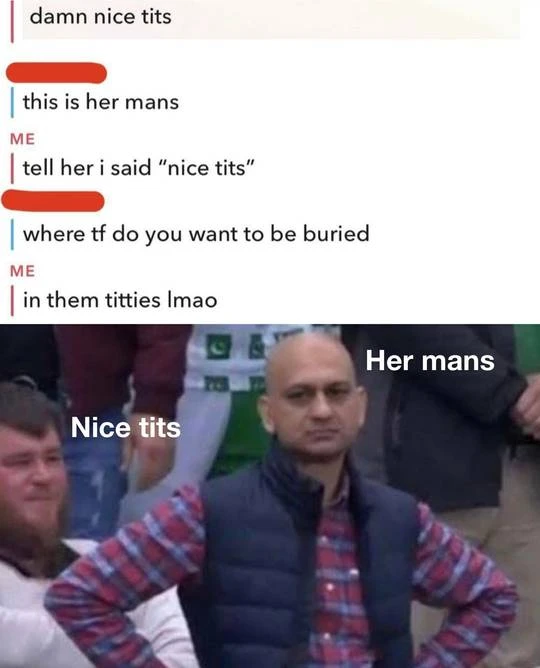 damn nice tits
this is her mans
ME
tell her i said “nice tits”
where tf do you want to be buried
ME
in them titties lmao
Her mans
Nice tits